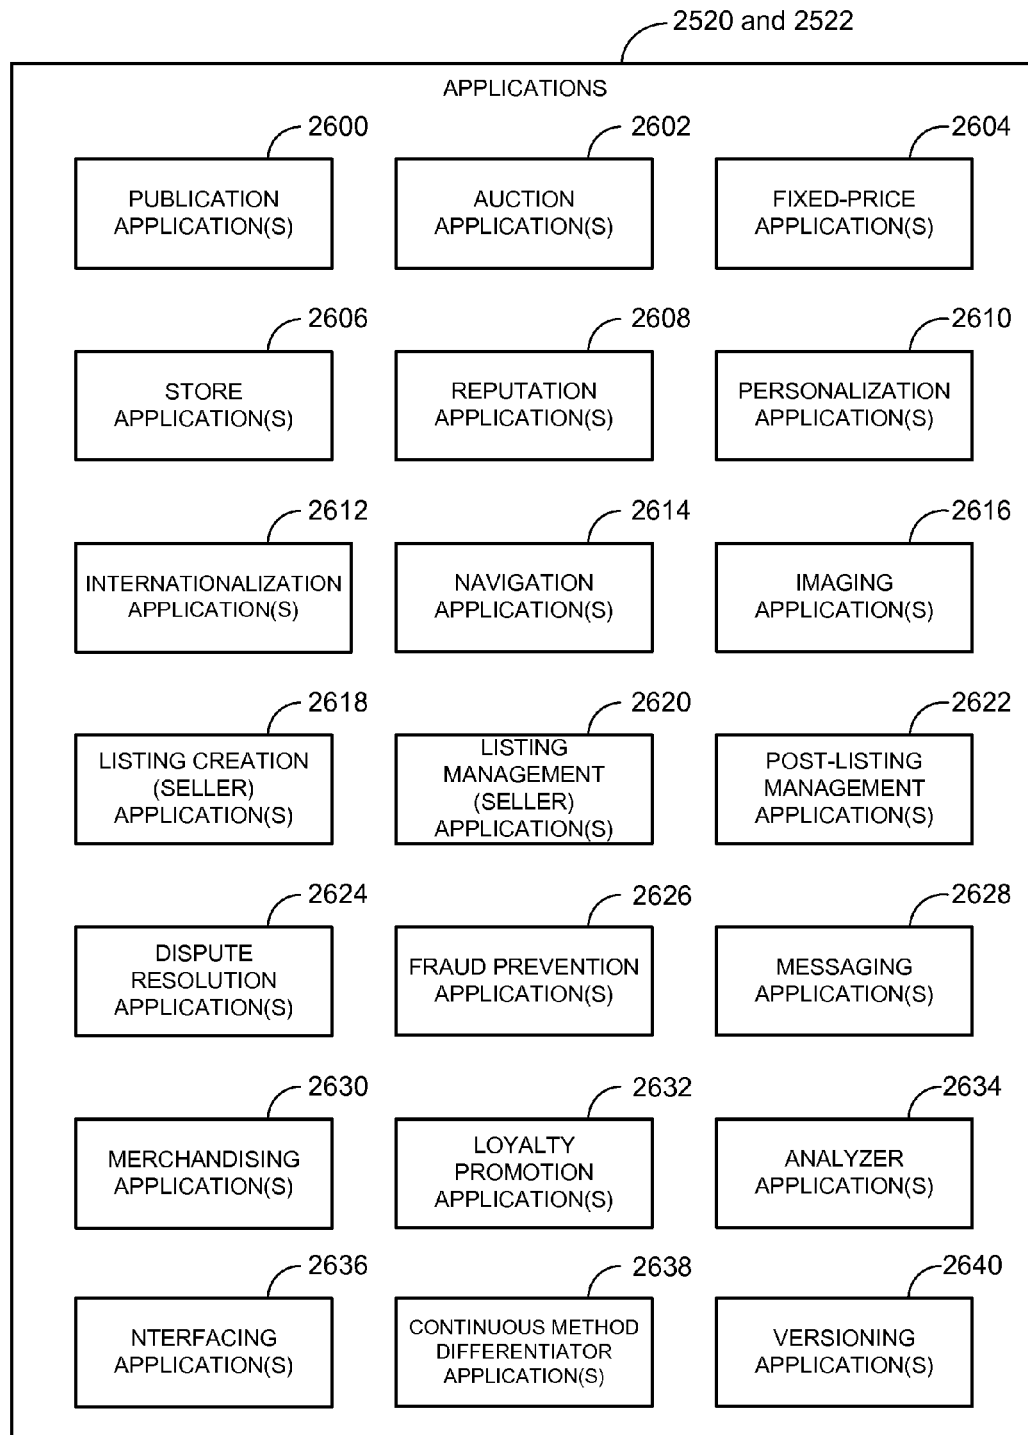 2520 and 2522
APPLICATIONS
2600
PUBLICATION
APPLICATION(S)
2602
AUCTION
APPLICATION(S)
2604
FIXED-PRICE
APPLICATION(S)
2606
STORE
APPLICATION(S)
2608
REPUTATION
APPLICATION(S)
2610
PERSONALIZATION
APPLICATION(S)
2612
INTERNATIONALIZATION
APPLICATION(S)
2614
NAVIGATION
APPLICATION(S)
2616
IMAGING
APPLICATION(S)
2618
LISTING CREATION
(SELLER)
APPLICATION(S)
2620
LISTING
MANAGEMENT
(SELLER)
APPLICATION(S)
2622
POST-LISTING
MANAGEMENT
APPLICATION(S)
2624
DISPUTE
RESOLUTION
APPLICATION(S)
2626
FRAUD PREVENTION
APPLICATION(S)
2628
MESSAGING
APPLICATION(S)
2630
MERCHANDISING
APPLICATION(S)
2632
LOYALTY
PROMOTION
APPLICATION(S)
2634
ANALYZER
APPLICATION(S)
2636
NTERFACING
APPLICATION(S)
2638
CONTINUOUS METHOD
DIFFERENTIATOR
APPLICATION(S)
2640
VERSIONING
APPLICATION(S)